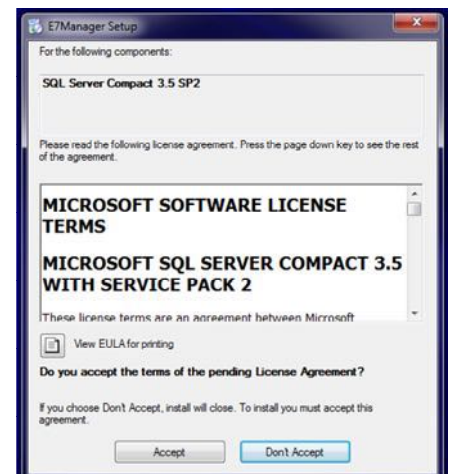 E7Manager Setup
For the following components:
SQL Server Compact 3.5 SP2
Please read the following license agreement. Press the page down key to see the rest
of the agreement.
MICROSOFT SOFTWARE LICENSE
TERMS
MICROSOFT SQL SERVER COMPACT 3.5
WITH SERVICE PACK 2
These license terms are an agreement between Microsoft
View EULA for printing
Do you accept the terms of the pending License Agreement?
If you choose Don't Accept, install will close. To install you must accept this
agreement.
Accept
Don't Accept